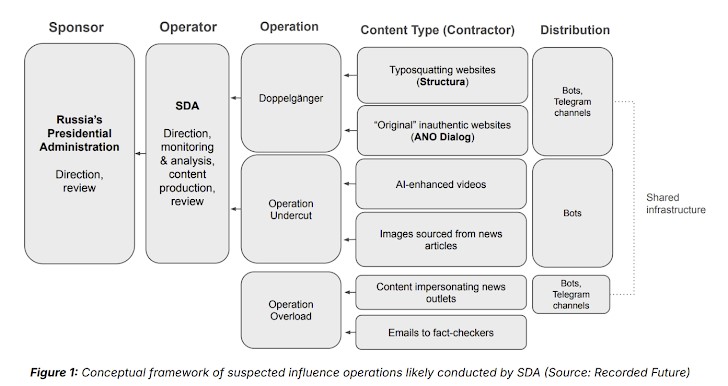 Sponsor
Operator
Operation
Content Type (Contractor)
Distribution
Russia's
Presidential
Administration
Direction,
review
SDA
Direction,
monitoring
& analysis,
content
production,
review
Doppelgänger
Typosquatting websites
(Structura)
"Original" inauthentic websites
(ANO Dialog)
Bots,
Telegram
channels
Operation
Undercut
AI-enhanced videos
Images sourced from news
articles
Bots
Shared
infrastructure
Operation
Overload
Content impersonating news
outlets
Emails to fact-checkers
Bots,
Telegram
channels
Figure 1: Conceptual framework of suspected influence operations likely conducted by SDA (Source: Recorded Future)